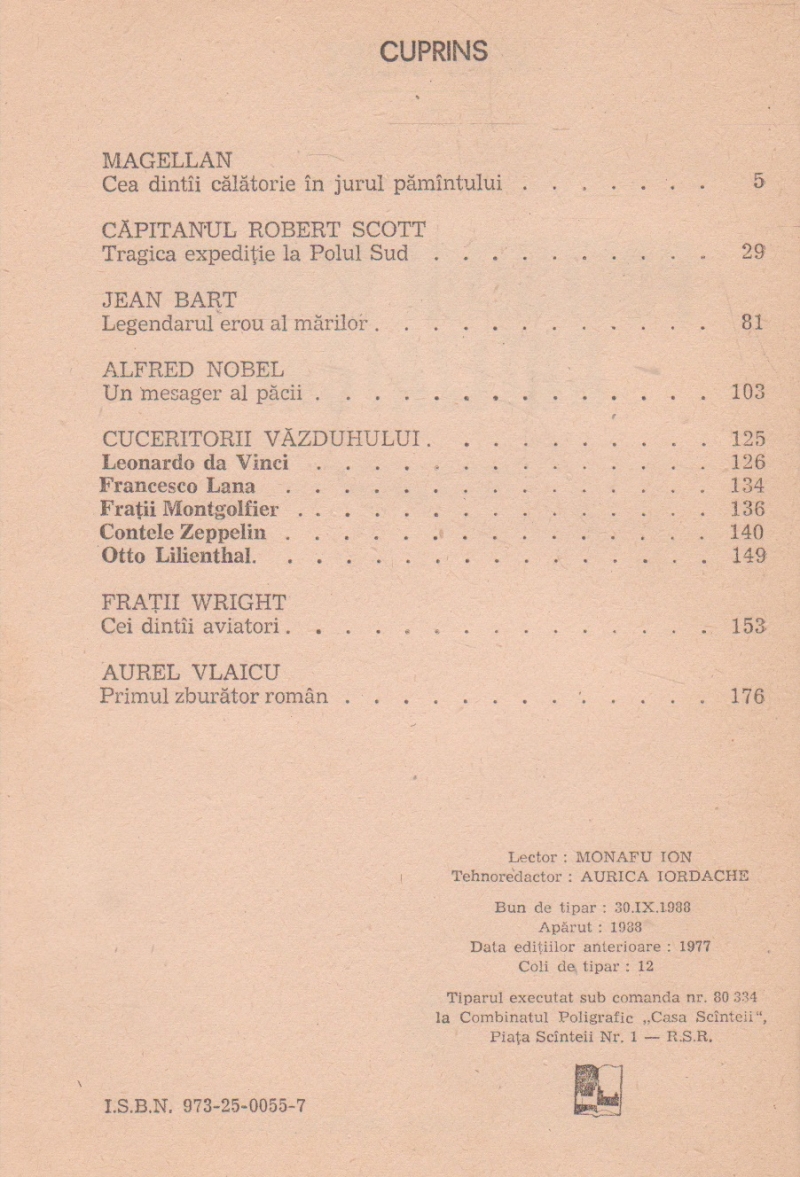 CUPRINS
MAGELLAN
Cea dintîi călătorie în jurul pămîntului . . . . . . . 5
CĂPITANUL ROBERT SCOTT
Tragica expediţie la Polul Sud . . . . . . . . . . 29
JEAN BART
Legendarul erou al mărilor . . . . . . . . . . . . 81
ALFRED NOBEL
Un mesager al păcii . . . . . . . . . . . . . . 103
CUCERITORII VĂZDUHULUI . . . . . . . . . . 125
Leonardo da Vinci . . . . . . . . . . . . . . 126
Francesco Lana . . . . . . . . . . . . . . . 134
Fraţii Montgolfier . . . . . . . . . . . . . . . 136
Contele Zeppelin . . . . . . . . . . . . . . . 140
Otto Lilienthal. . . . . . . . . . . . . . . . 149
FRAŢII WRIGHT
Cei dintîi aviatori . . . . . . . . . . . . . . . 153
AUREL VLAICU
Primul zburător român . . . . . . . . . . . . . 176
Lector : MONAFU ION
Tehnoredactor : AURICA IORDACHE
Bun de tipar : 30.IX.1988
Apărut : 1988
Data ediţiilor anterioare : 1977
Coli de tipar : 12
Tiparul executat sub comanda nr. 80 334
la Combinatul Poligrafic „Casa Scînteii“,
Piaţa Scînteii Nr. 1 — R.S.R.
I.S.B.N. 973-25-0055-7